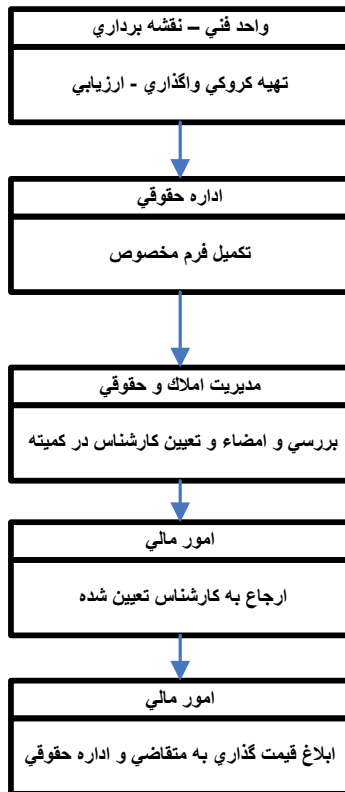 واحد فني – نقشه برداري
تهيه كروكي واگذاري - ارزيابي
اداره حقوقي
تكميل فرم مخصوص
مديريت املاك و حقوقي
بررسي و امضاء و تعيين كارشناس در كميته
امور مالي
ارجاع به كارشناس تعيين شده
امور مالي
ابلاغ قيمت گذاري به متقاضي و اداره حقوقي